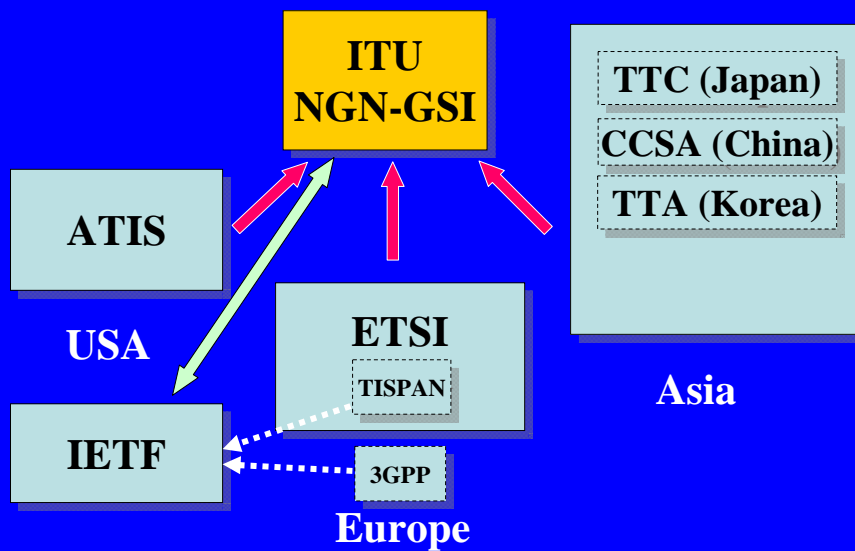 ITU
NGN-GSI
TTC (Japan)
CCSA (China)
TTA (Korea)
ATIS
USA
ETSI
TISPAN
Asia
IETF
3GPP
Europe